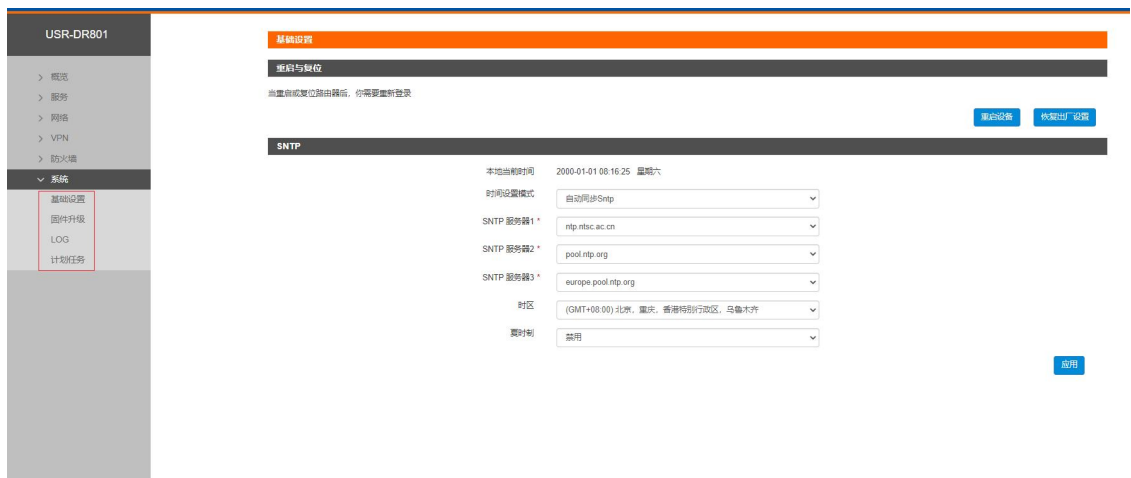 USR-DR801
概览
服务
网络
VPN
防火墙
系统
基础设置
固件升级
LOG
计划任务
基础设置
重启与复位
当重启或复位路由器后，你需要重新登录
重启设备 恢复出厂设置
SNTP
本地当前时间 2000-01-01 08:16:25 星期六
时间设置模式 自动同步Sntp
SNTP 服务器1 * ntp.ntsc.ac.cn
SNTP 服务器2 * pool.ntp.org
SNTP 服务器3 * europe.pool.ntp.org
时区 (GMT+08:00) 北京，重庆，香港特别行政区，乌鲁木齐
夏时制 禁用
应用